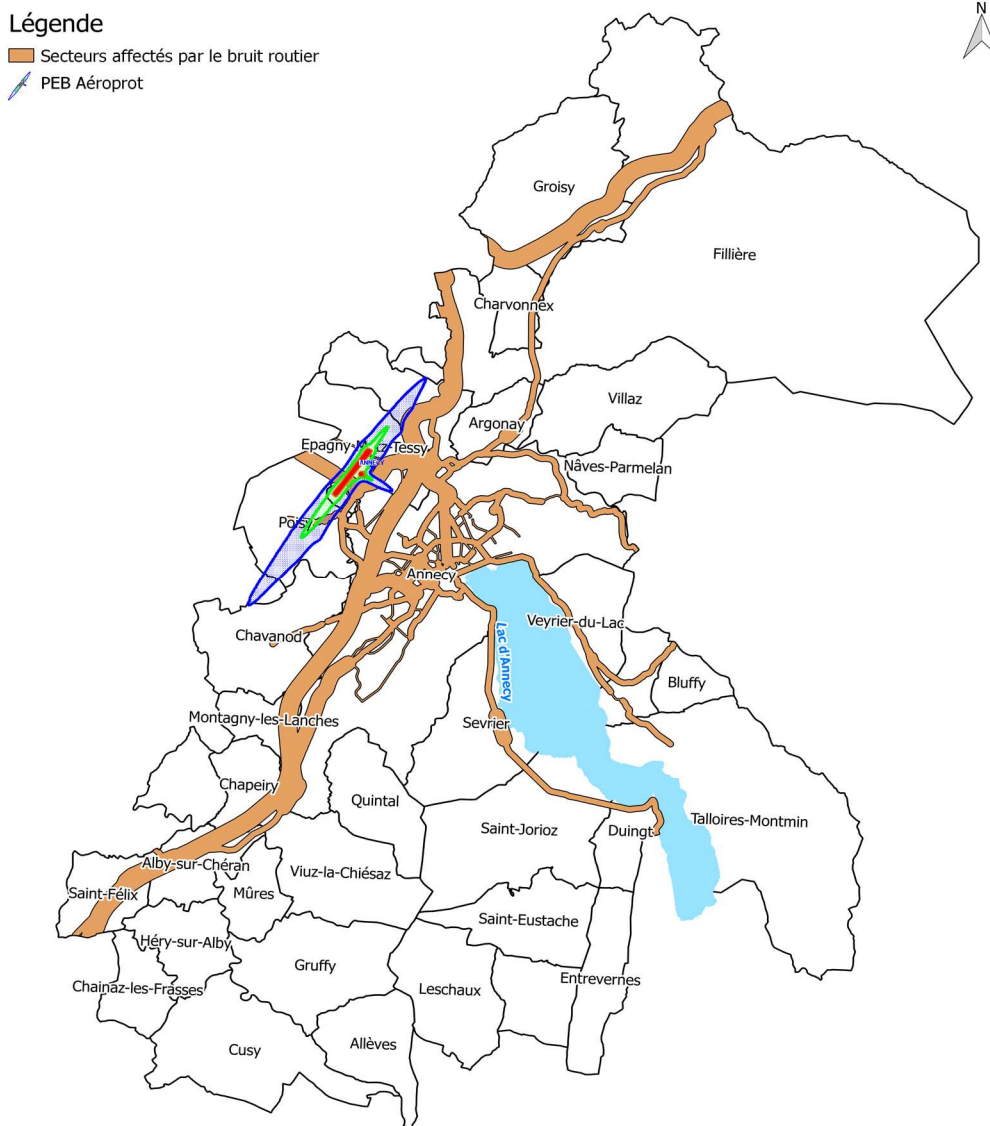 Légende
Secteurs affectés par le bruit routier
PEB Aéroprot
N
Groisy
Fillière
Charvonnex
Villaz
Argonay
Epagny-Metz-Tessy
ANNECY
Nâves-Parmelan
Poisy
Annecy
Veyrier-du-Lac
Chavanod
Lac d'Annecy
Bluffy
Montagny-les-Lanches
Sevrier
Chapeiry
Quintal
Talloires-Montmin
Saint-Jorioz
Duingt
Alby-sur-Chéran
Viuz-la-Chiésaz
Saint-Félix
Mûres
Saint-Eustache
Héry-sur-Alby
Gruffy
Entrevernes
Chainaz-les-Frasses
Leschaux
Allèves
Cusy